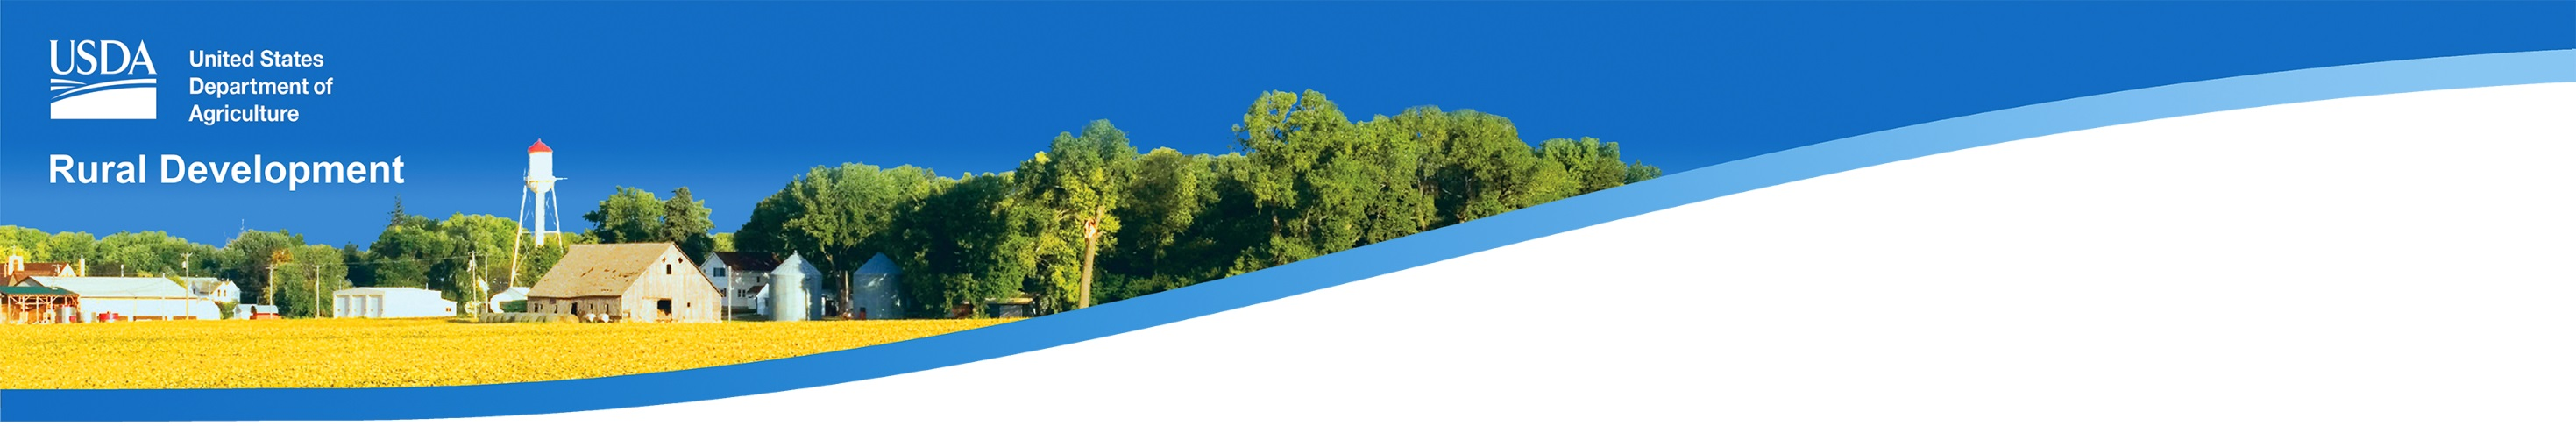 USDA
United States
Department of
Agriculture
Rural Development